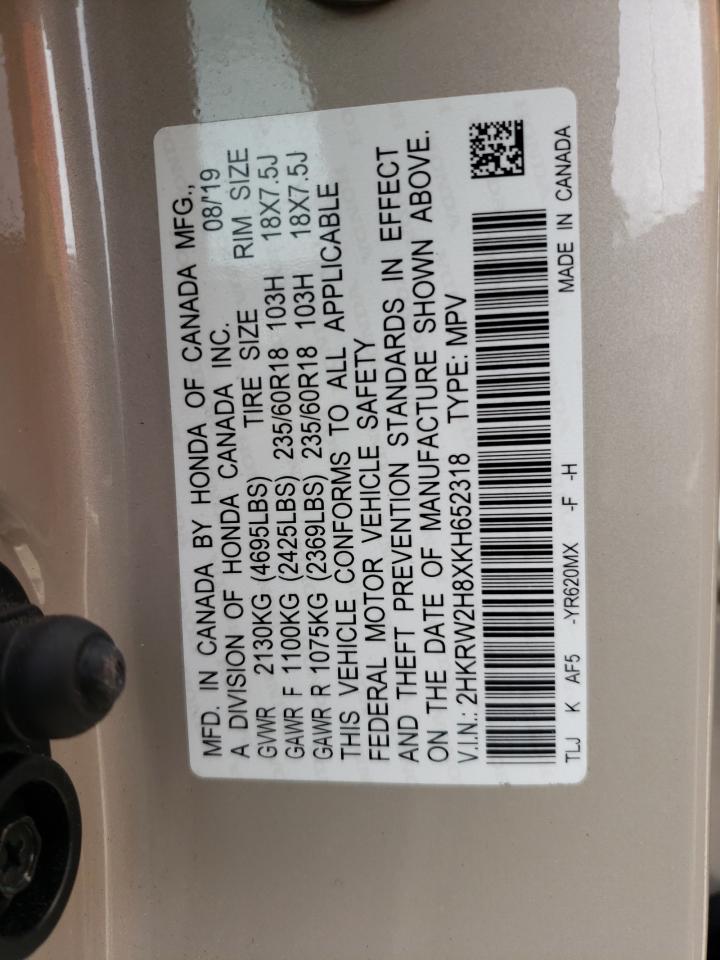 MFD. IN CANADA BY HONDA OF CANADA MFG.,
A DIVISION OF HONDA CANADA INC. 08/'19
GVWR 2130KG (4695LBS) TIRE SIZE RIM SIZE
GAWR F 1100KG (2425LBS) 235/60R18 103H 18X7.5J
GAWR R 1075KG (2369LBS) 235/60R18 103H 18X7.5J
THIS VEHICLE CONFORMS TO ALL APPLICABLE
FEDERAL MOTOR VEHICLE SAFETY
AND THEFT PREVENTION STANDARDS IN EFFECT
ON THE DATE OF MANUFACTURE SHOWN ABOVE.
V.I.N.: 2HKRW2H8XKH652318 TYPE: MPV
TLJ K AF5 -YR620MX -F -H MADE IN CANADA